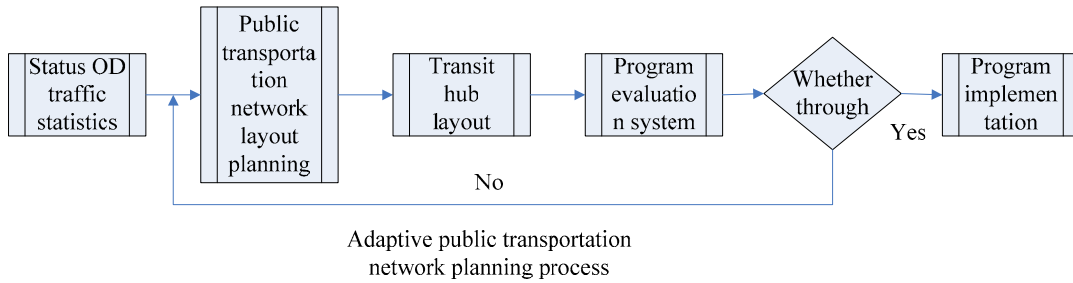 Status OD
traffic
statistics
Public
transporta
tion
network
layout
planning
Transit
hub
layout
Program
evaluatio
n system
Whether
through
Yes
Program
implemen
tation
No
Adaptive public transportation
network planning process